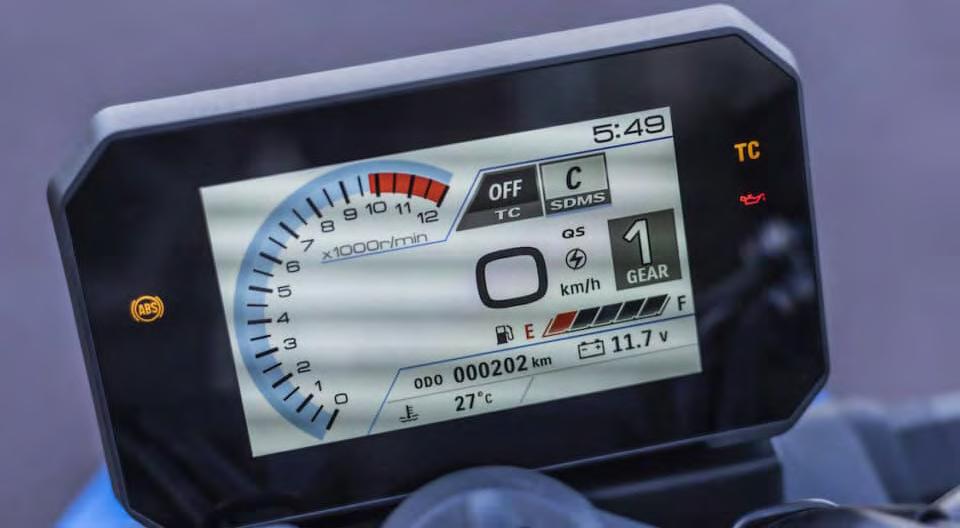 5:49
TC
OFF
TC
C
SDMS
12
11
10
9
8
7
6
5
4
3
2
1
0
x1000r/min
QS
0
km/h
1
GEAR
ABS
E
F
ODO 000202 km
11.7 V
27°C